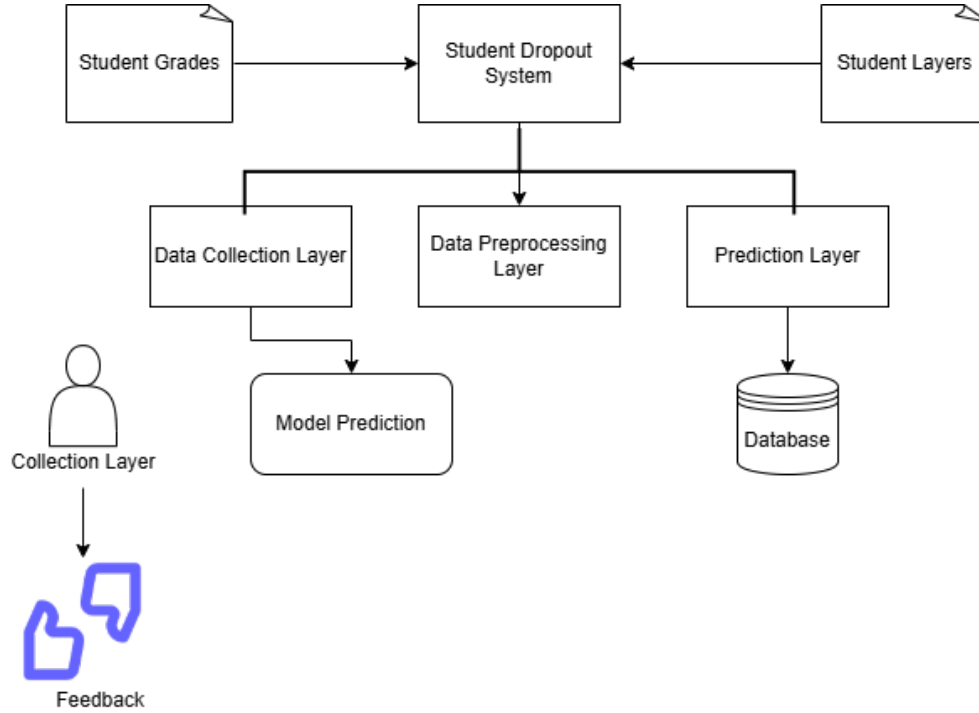 Student Grades
Student Dropout
System
Student Layers
Data Collection Layer
Data Preprocessing
Layer
Prediction Layer
Model Prediction
Database
Collection Layer
Feedback